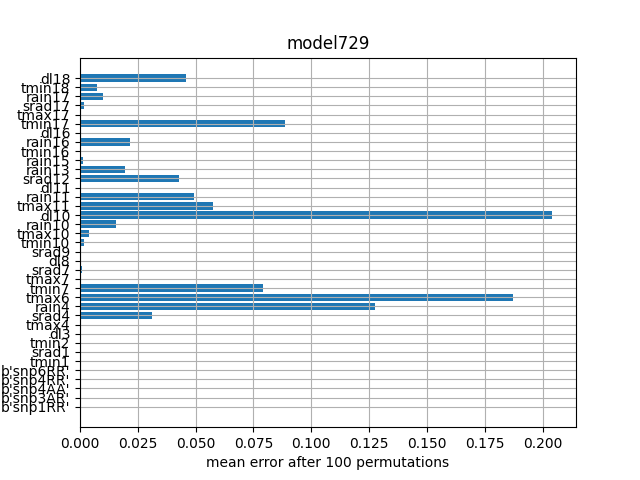 model729
dl18
tmin18
rain17
srad17
tmax17
tmin17
dl16
rain16
tmin16
rain15
rain13
srad12
dl11
rain11
tmax11
dl10
rain10
tmax10
tmin10
srad9
dl8
srad7
tmax7
tmin7
tmax6
rain4
srad4
tmax4
dl3
tmin2
srad1
tmin1
b'snp6RR'
b'snp4RR'
b'snp4AA'
b'snp3AR'
b'snp1RR'
0.000 0.025 0.050 0.075 0.100 0.125 0.150 0.175 0.200
mean error after 100 permutations